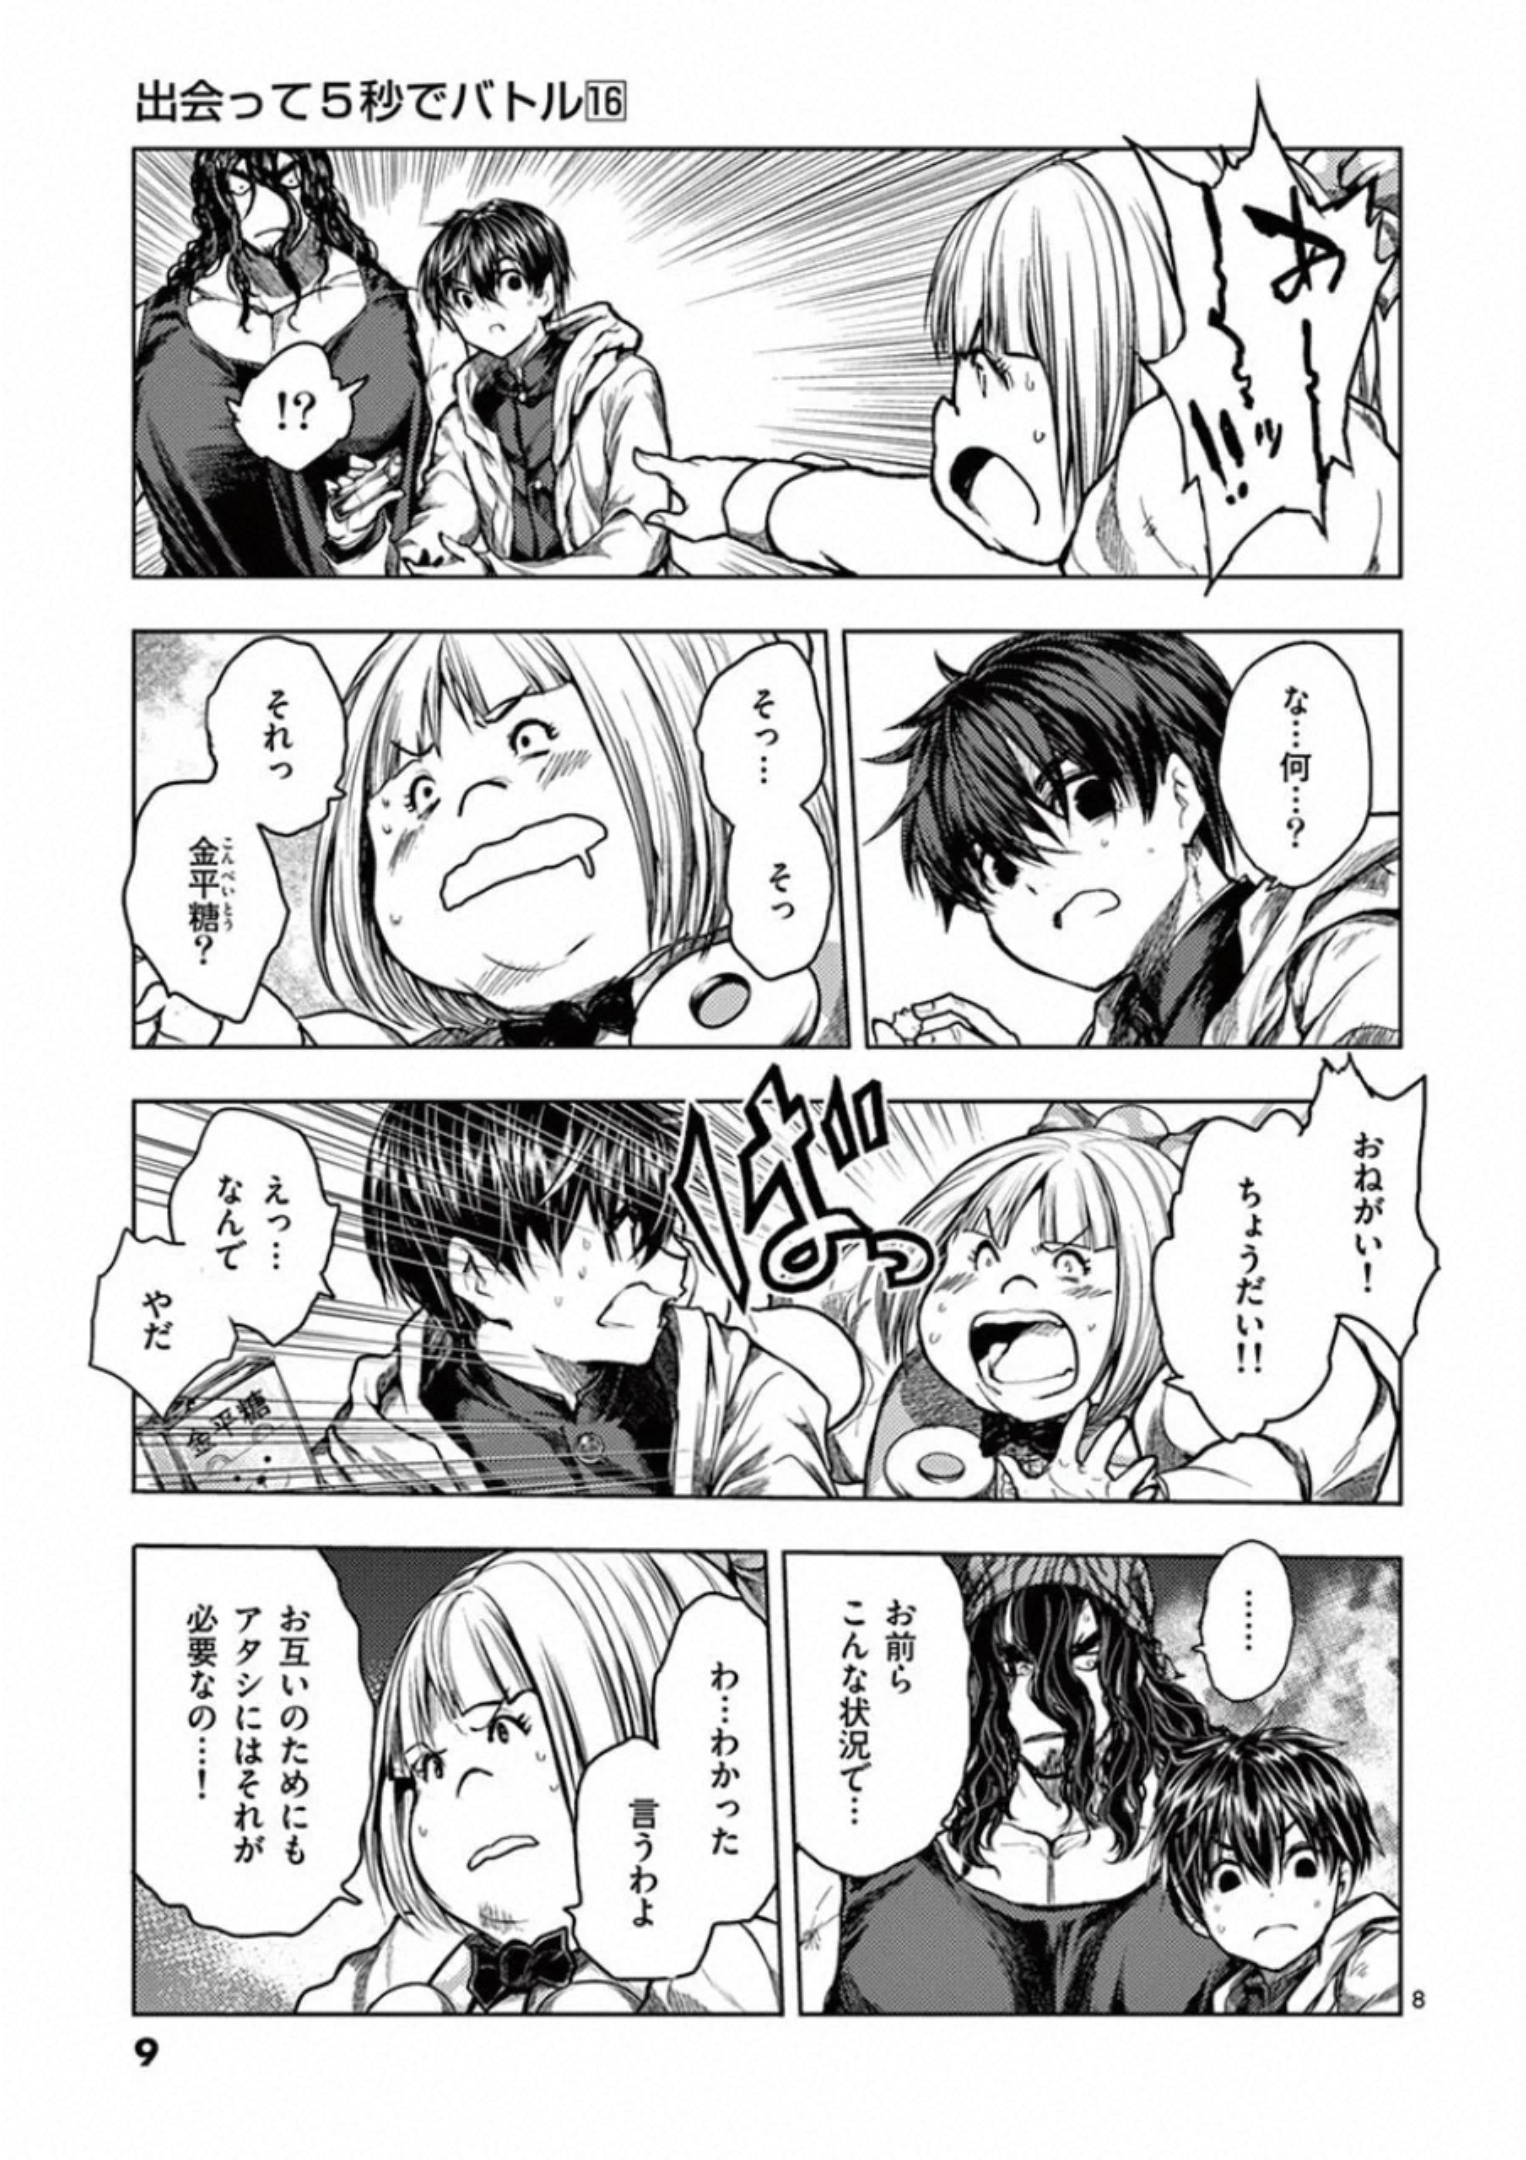 出会って5秒でバトル16
あーーーッ!!
!?
な…何…?
そっ…
そっ
それっ
金平糖?
こんぺいとう
おねがい!
ちょうだい!!
ばっ
えっ…
なんで
やだ
金平糖
……
お前ら
こんな状況で…
わ…わかった
言うわよ
お互いのためにも
アタシにはそれが
必要なの…!
8
9